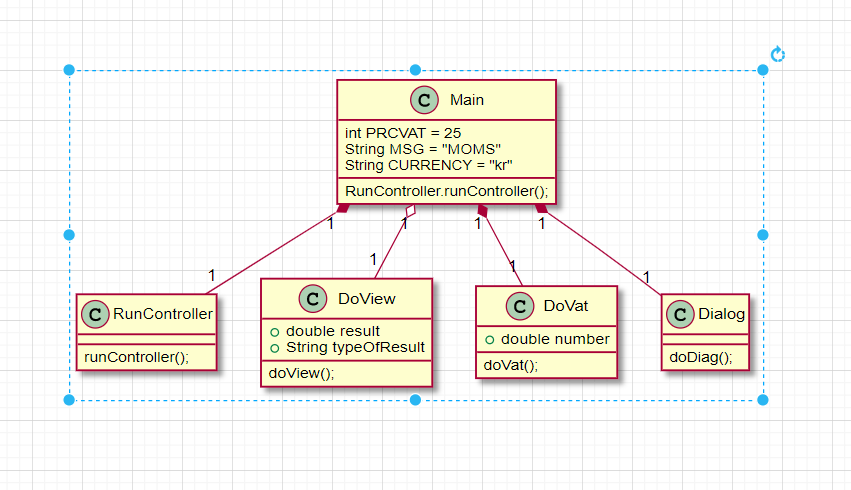 C Main
int PRCVAT = 25
String MSG = "MOMS"
String CURRENCY = "kr"
RunController.runController();
1 1 1 1
1 1 1 1
C RunController
runController();
C DoView
double result
String typeOfResult
doView();
C DoVat
double number
doVat();
C Dialog
doDiag();